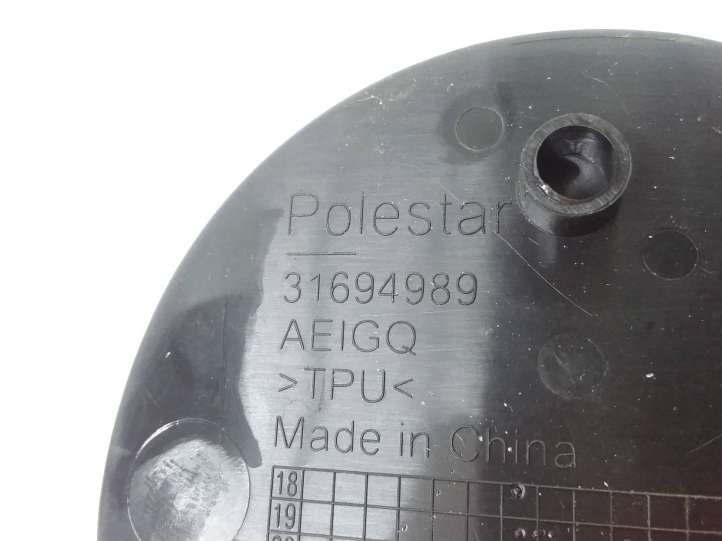 Polestar
31694989
AEIGQ
>TPU<
Made in China
18
19